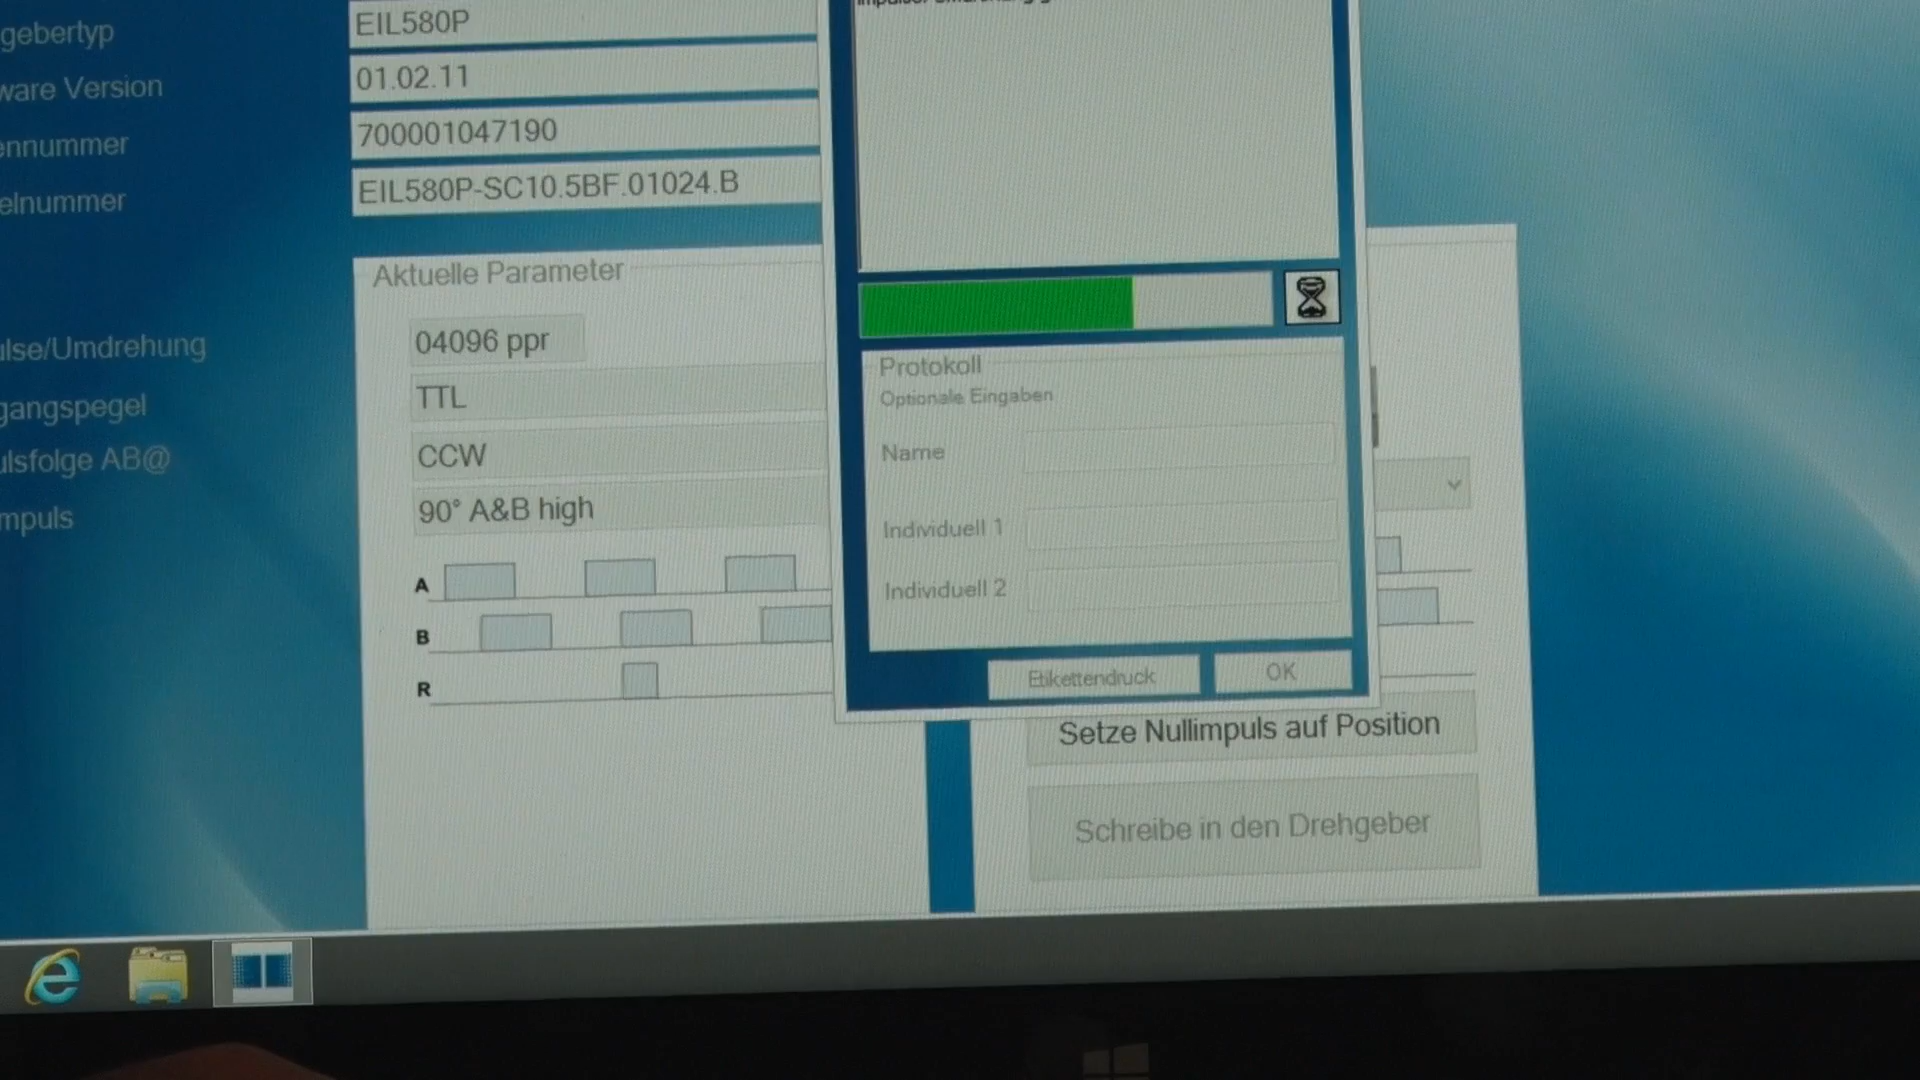 gebertyp
EIL580P
ware Version
01.02.11
ennummer
700001047190
elnummer
EIL580P-SC10.5BF.01024.B
Aktuelle Parameter
ulse/Umdrehung
04096 ppr
gangspegel
TTL
ulsfolge AB@
CCW
mpuls
90° A&B high
A
B
R
Protokoll
Optionale Eingaben
Name
Individuell 1
Individuell 2
Etikettendruck
OK
Setze Nullimpuls auf Position
Schreibe in den Drehgeber